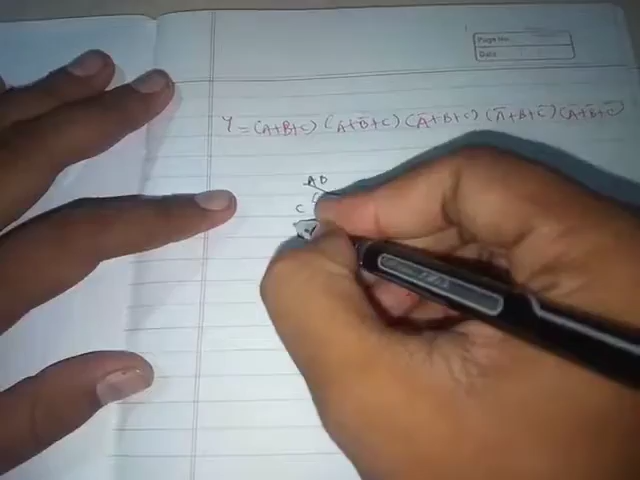 Page No.
Date
Y = (A+B+C) (A+B̅+C) (A̅+B+C) (A̅+B+C̅) (A̅+B̅+C̅)
AB
C